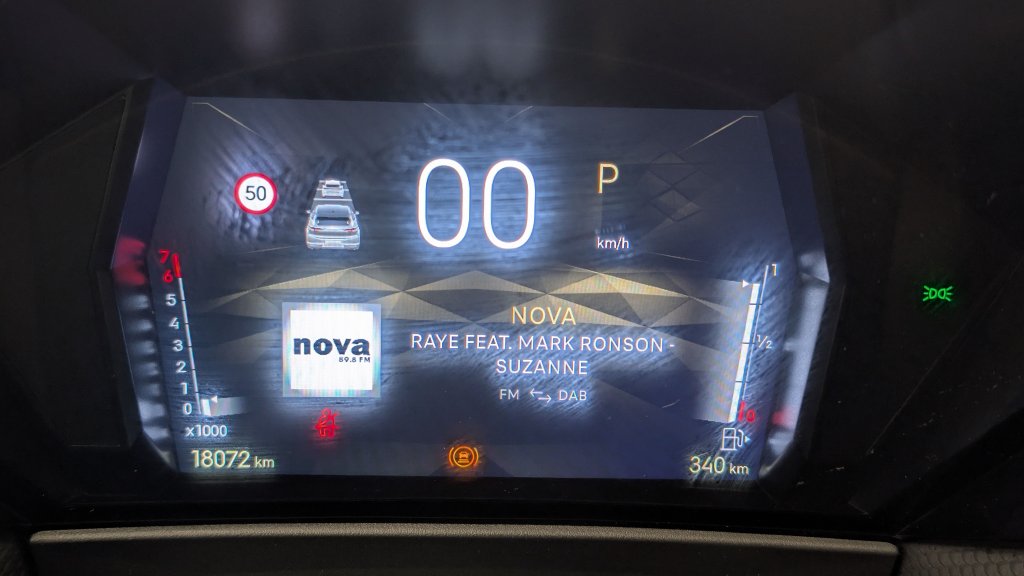 50
00
P
km/h
7
6
5
4
3
2
1
0
x1000
18072 km
nova
89.8 FM
NOVA
RAYE FEAT. MARK RONSON -
SUZANNE
FM DAB
1
½
0
340 km